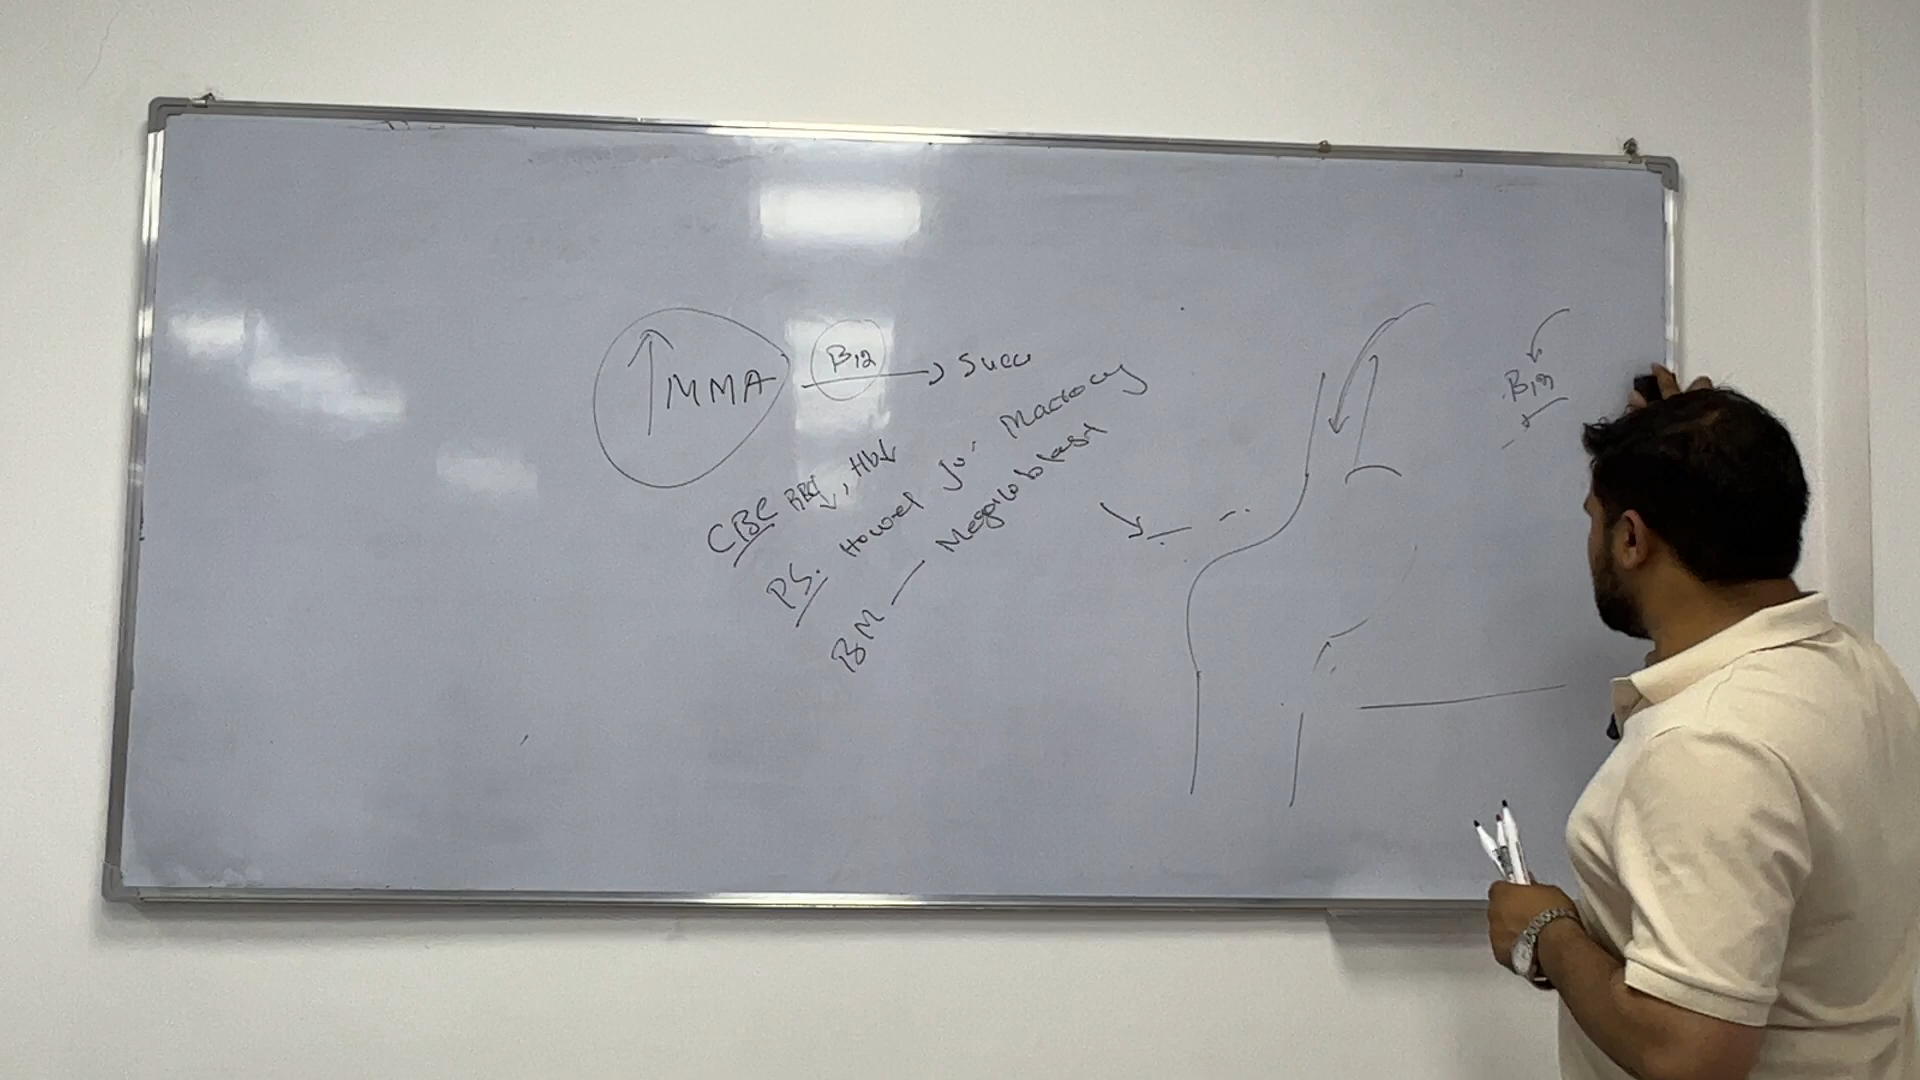 ↑MMA B12 → Succ
CBC RBC↓, Hb↓
PS. Howel Jo. Macrocy
BM — Megaloblast
B12